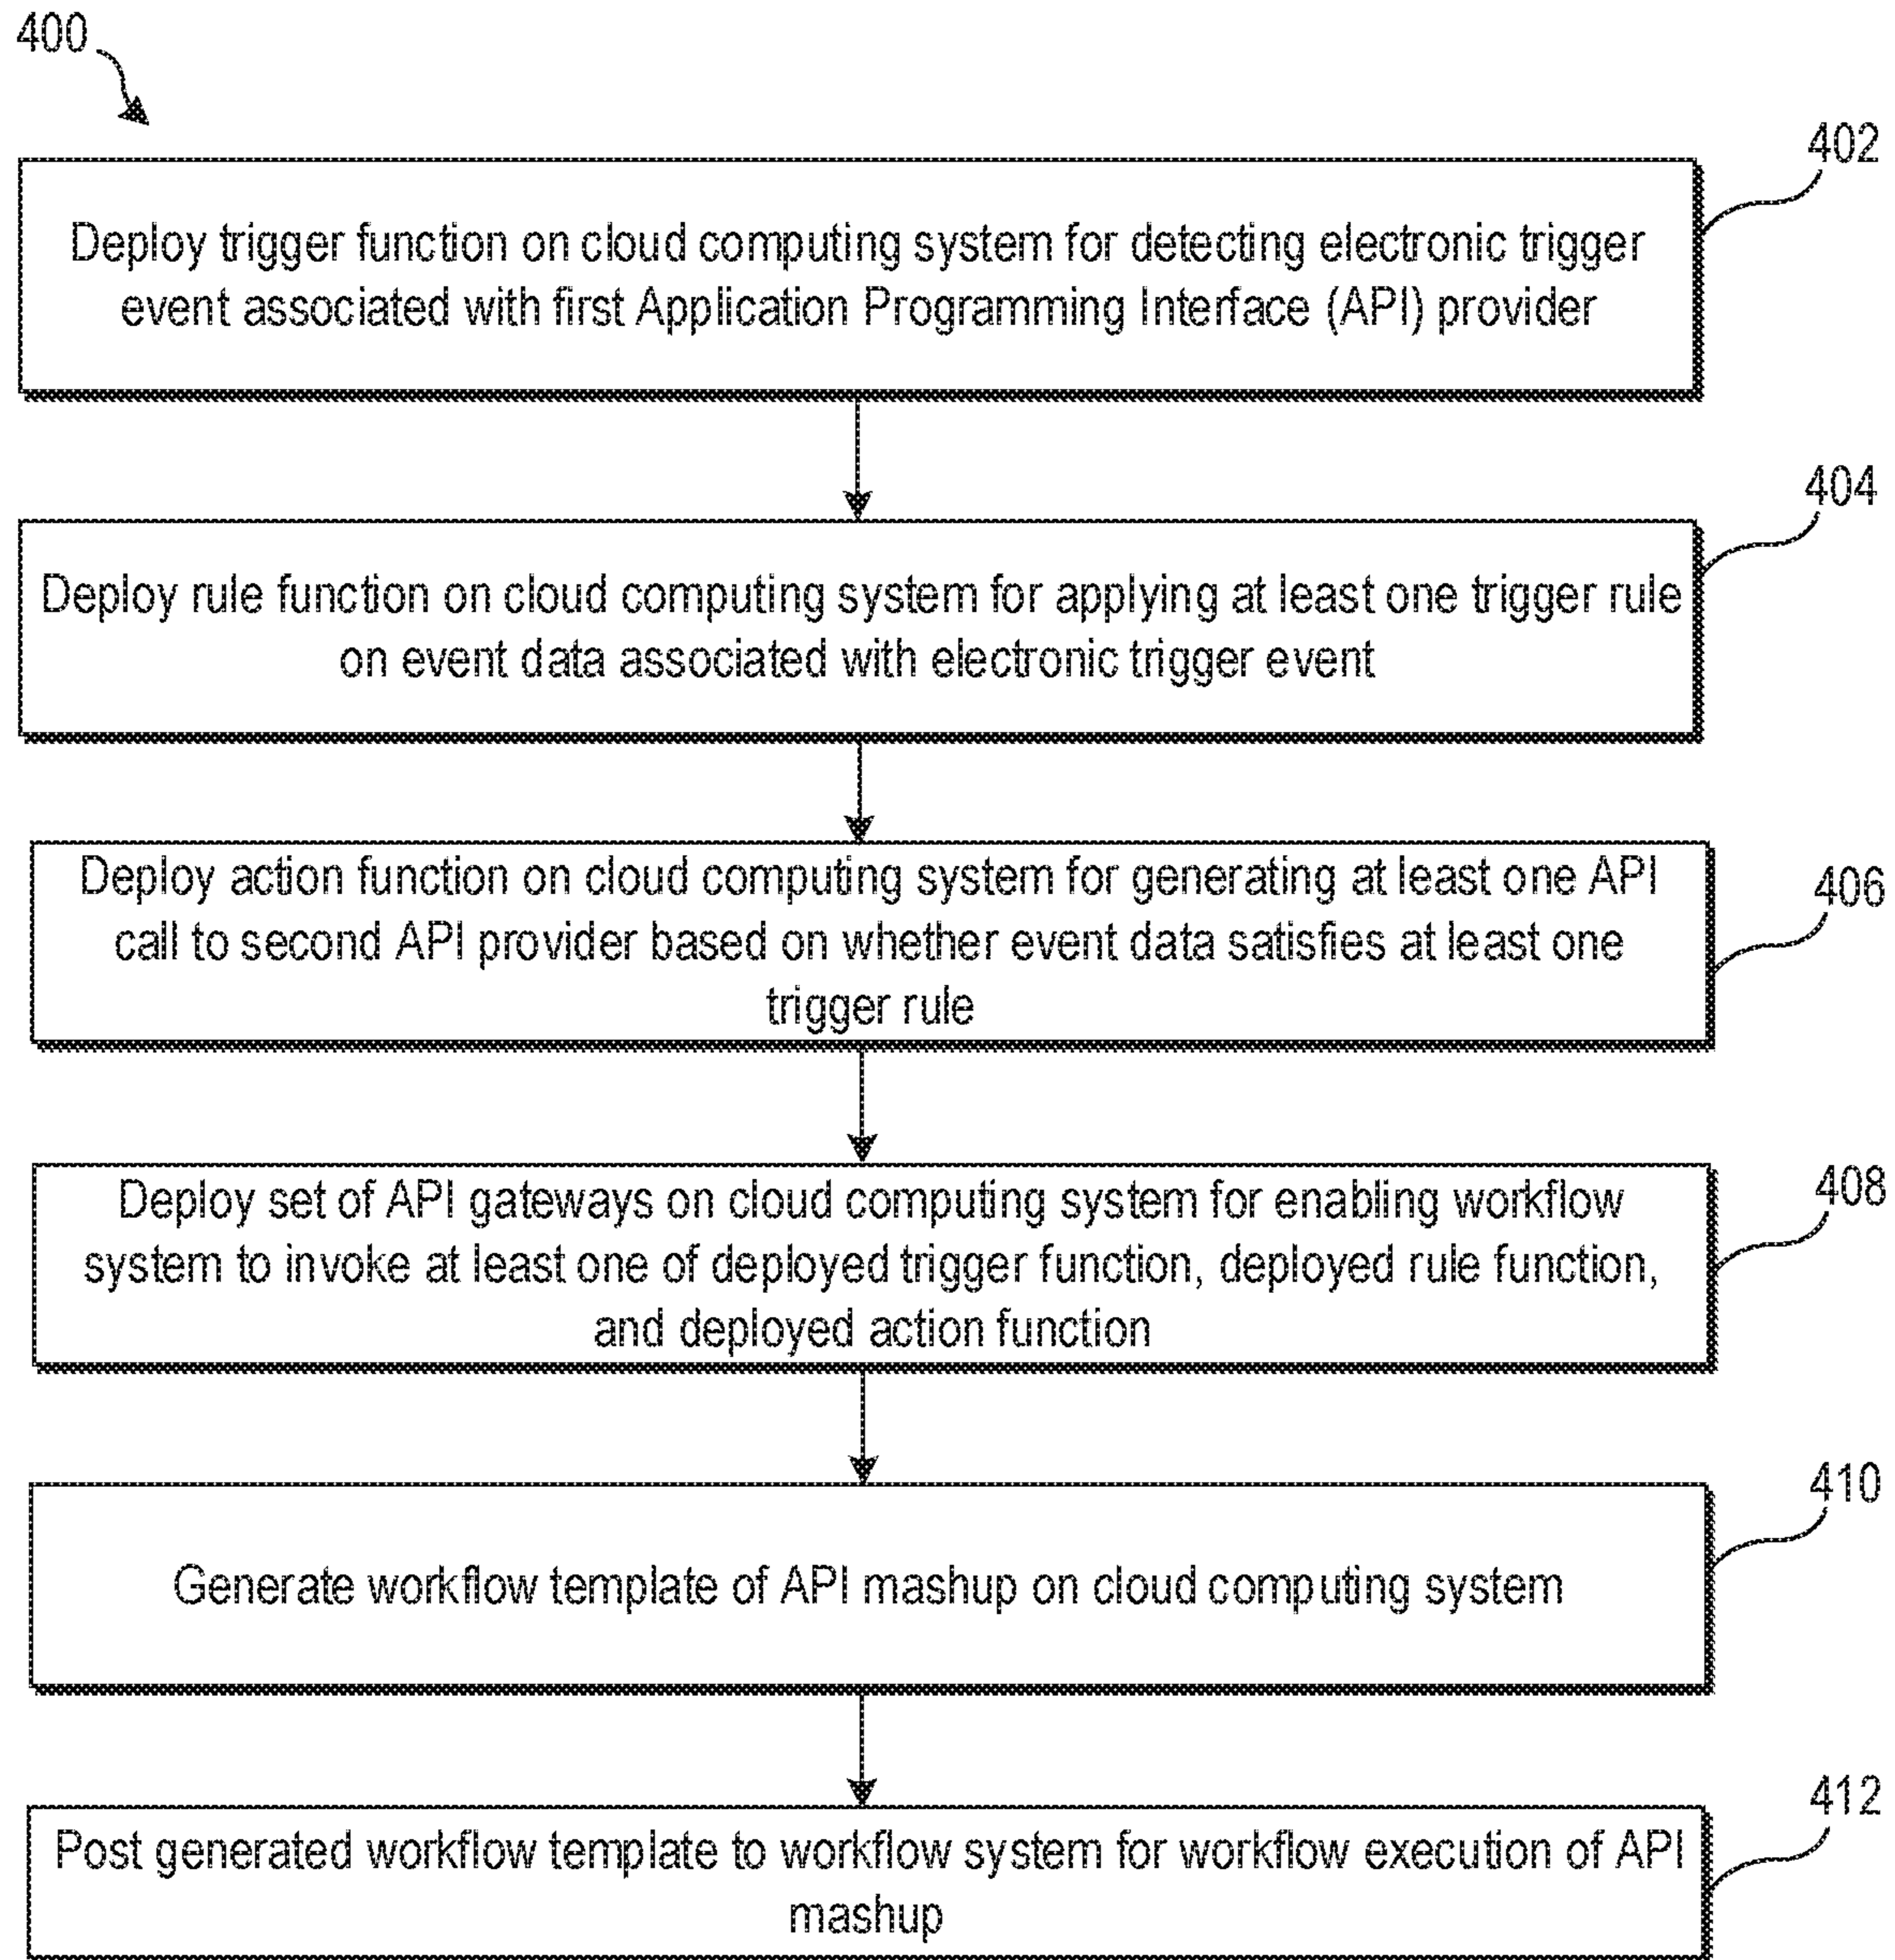 400
402
Deploy trigger function on cloud computing system for detecting electronic trigger
event associated with first Application Programming Interface (API) provider
404
Deploy rule function on cloud computing system for applying at least one trigger rule
on event data associated with electronic trigger event
406
Deploy action function on cloud computing system for generating at least one API
call to second API provider based on whether event data satisfies at least one
trigger rule
408
Deploy set of API gateways on cloud computing system for enabling workflow
system to invoke at least one of deployed trigger function, deployed rule function,
and deployed action function
410
Generate workflow template of API mashup on cloud computing system
412
Post generated workflow template to workflow system for workflow execution of API
mashup